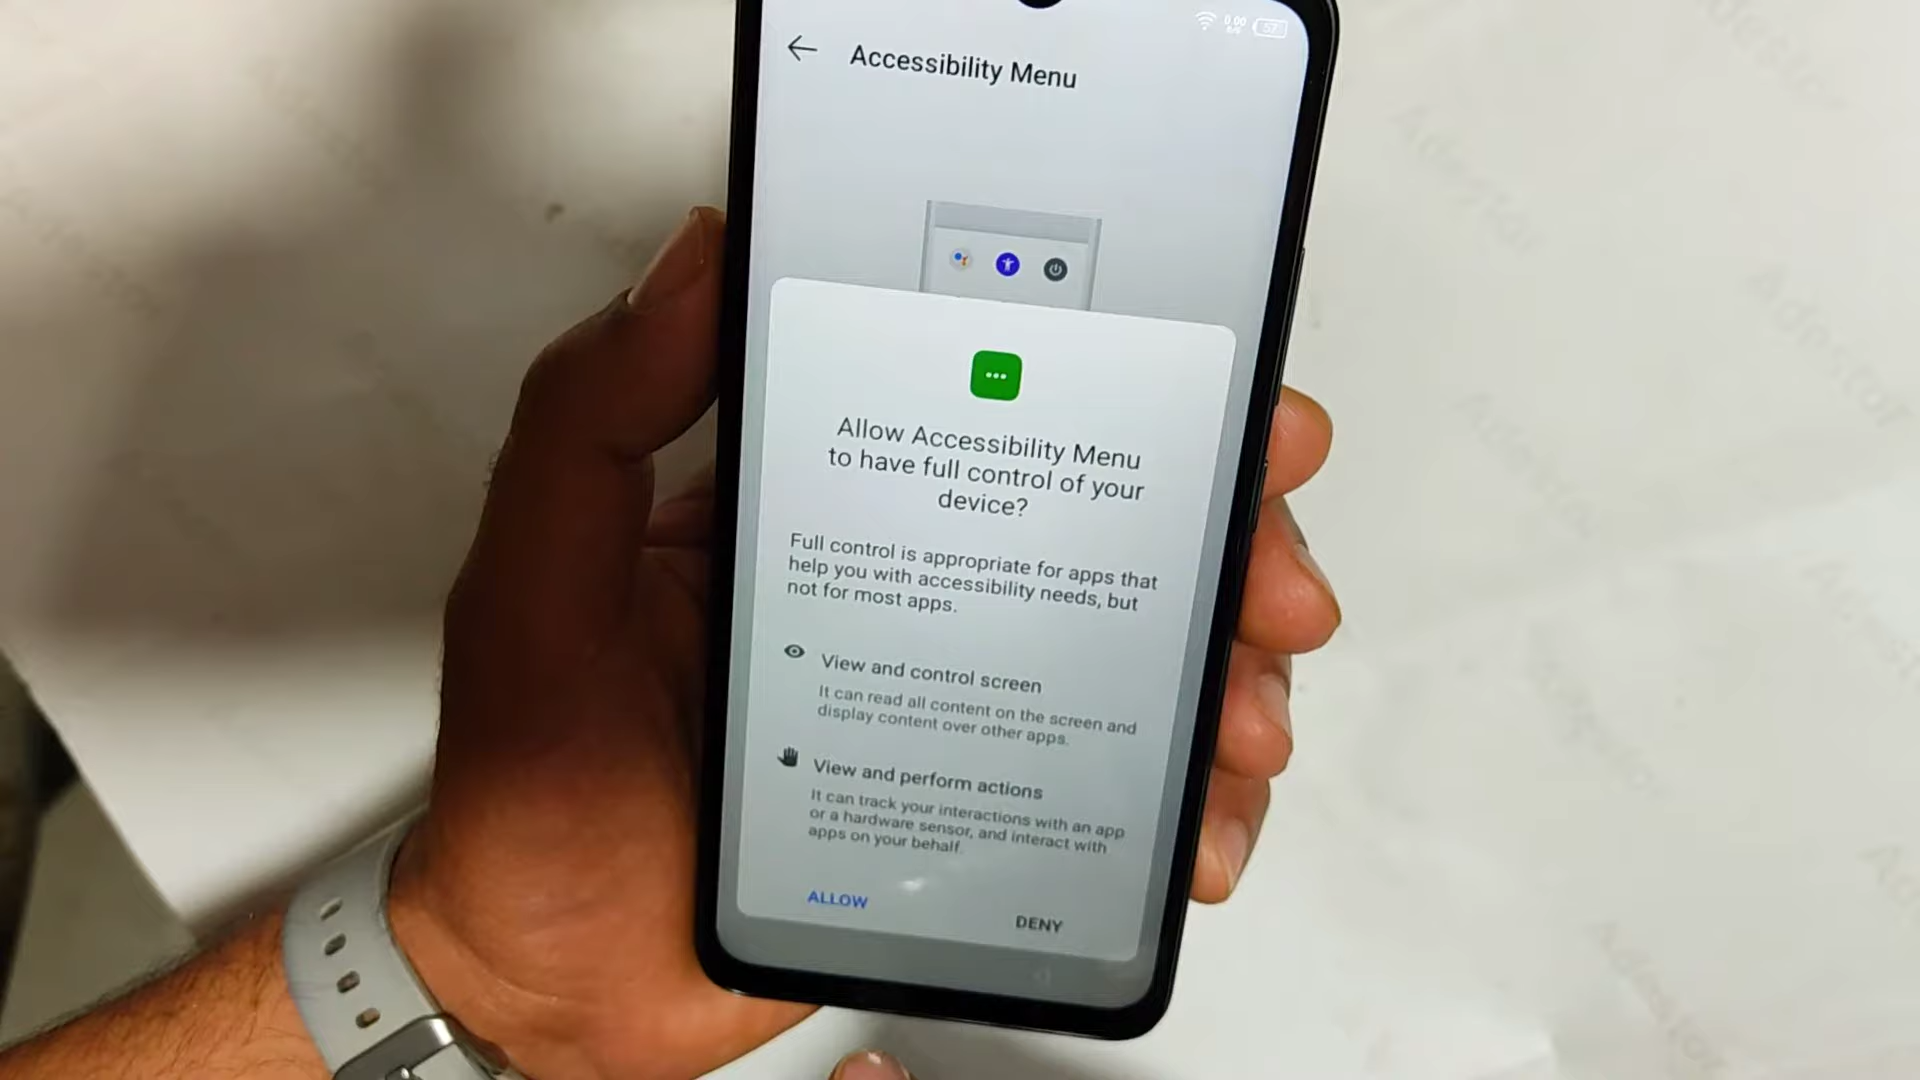 0.00
57
Accessibility Menu
Allow Accessibility Menu
to have full control of your
device?
Full control is appropriate for apps that
help you with accessibility needs, but
not for most apps.
View and control screen
It can read all content on the screen and
display content over other apps.
View and perform actions
It can track your interactions with an app
or a hardware sensor, and interact with
apps on your behalf.
ALLOW
DENY